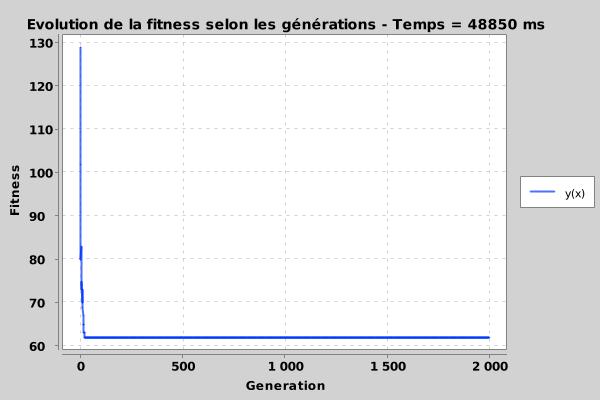 Evolution de la fitness selon les générations - Temps = 48850 ms
130
120
110
100
90
80
70
60
Fitness
0 500 1 000 1 500 2 000
Generation
y(x)